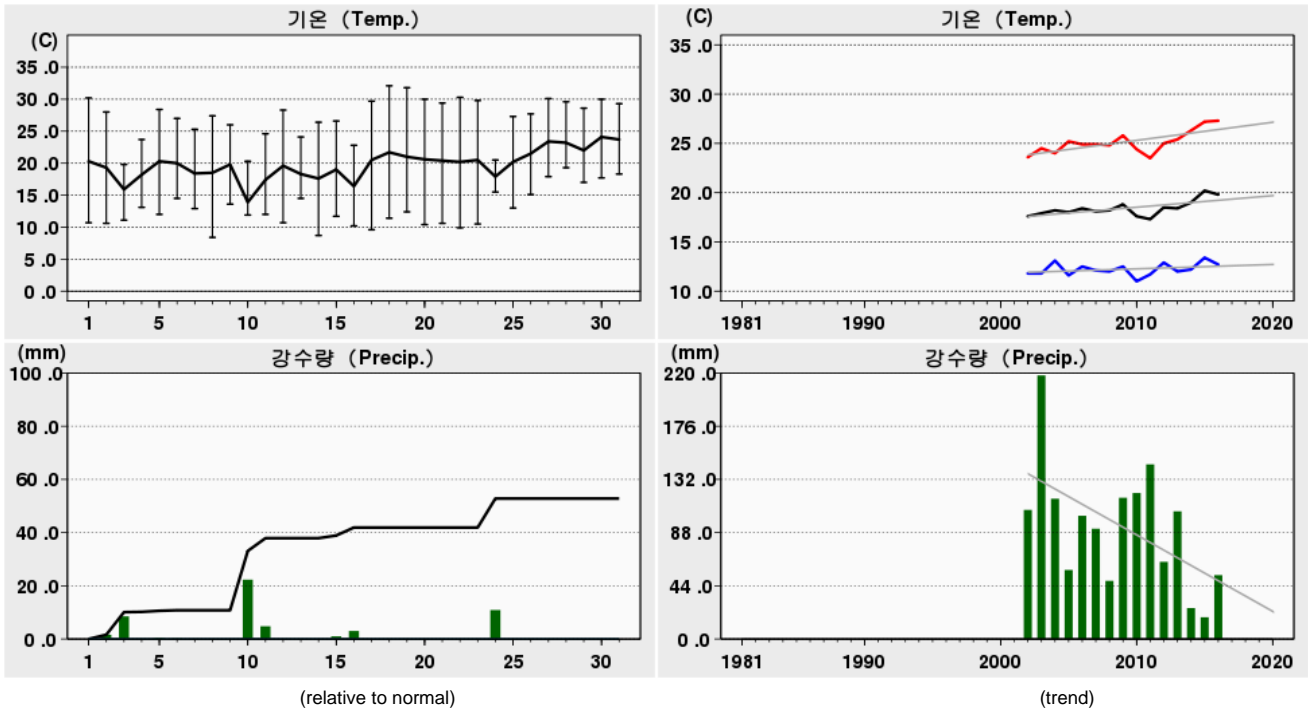 기온 (Temp.)
(C)
35 .0
30 .0
25 .0
20 .0
15 .0
10 .0
5 .0
0 .0
1 5 10 15 20 25 30
기온 (Temp.)
(C)
35 .0
30 .0
25 .0
20 .0
15 .0
10 .0
1981 1990 2000 2010 2020
강수량 (Precip.)
(mm)
100 .0
80 .0
60 .0
40 .0
20 .0
0 .0
1 5 10 15 20 25 30
(relative to normal)
강수량 (Precip.)
(mm)
220 .0
176 .0
132 .0
88 .0
44 .0
0 .0
1981 1990 2000 2010 2020
(trend)